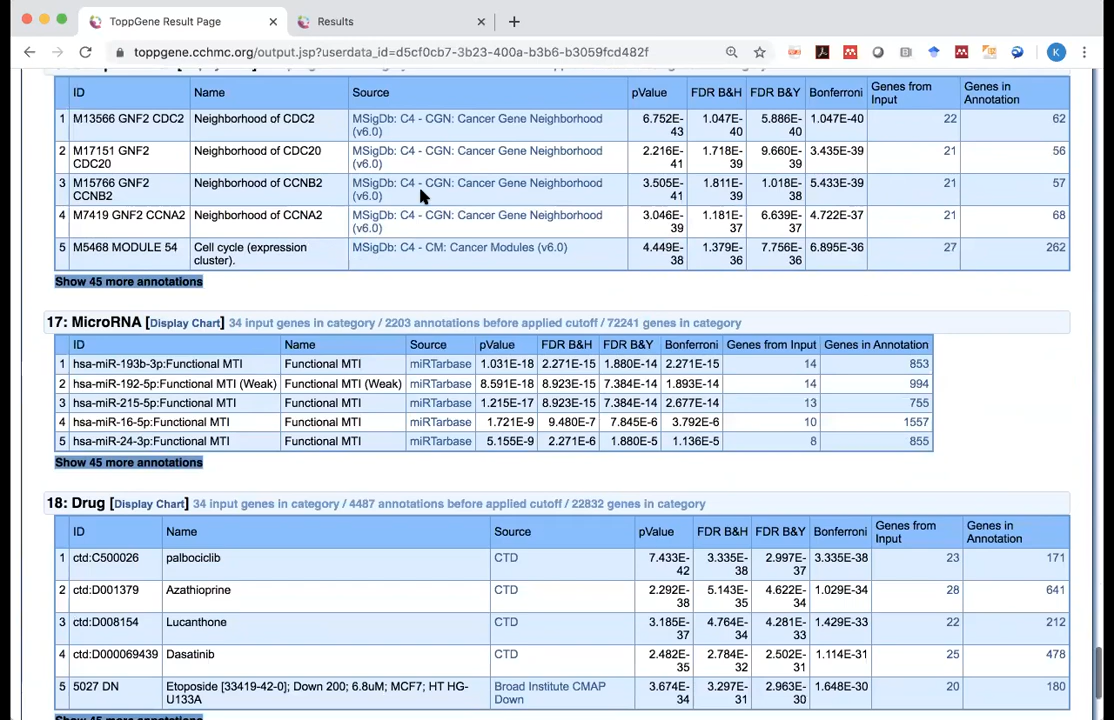 ToppGene Result Page
Results
toppgene.cchmc.org/output.jsp?userdata_id=d5cf0cb7-3b23-400a-b3b6-b3059fcd482f
K
ID Name Source pValue FDR B&H FDR B&Y Bonferroni Genes from Input Genes in Annotation
1 M13566 GNF2 CDC2 Neighborhood of CDC2 MSigDb: C4 - CGN: Cancer Gene Neighborhood (v6.0) 6.752E-43 1.047E-40 5.886E-40 1.047E-40 22 62
2 M17151 GNF2 CDC20 Neighborhood of CDC20 MSigDb: C4 - CGN: Cancer Gene Neighborhood (v6.0) 2.216E-41 1.718E-39 9.660E-39 3.435E-39 21 56
3 M15766 GNF2 CCNB2 Neighborhood of CCNB2 MSigDb: C4 - CGN: Cancer Gene Neighborhood (v6.0) 3.505E-41 1.811E-39 1.018E-38 5.433E-39 21 57
4 M7419 GNF2 CCNA2 Neighborhood of CCNA2 MSigDb: C4 - CGN: Cancer Gene Neighborhood (v6.0) 3.046E-39 1.181E-37 6.639E-37 4.722E-37 21 68
5 M5468 MODULE 54 Cell cycle (expression cluster). MSigDb: C4 - CM: Cancer Modules (v6.0) 4.449E-38 1.379E-36 7.756E-36 6.895E-36 27 262
Show 45 more annotations
17: MicroRNA [Display Chart] 34 input genes in category / 2203 annotations before applied cutoff / 72241 genes in category
ID Name Source pValue FDR B&H FDR B&Y Bonferroni Genes from Input Genes in Annotation
1 hsa-miR-193b-3p:Functional MTI Functional MTI miRTarbase 1.031E-18 2.271E-15 1.880E-14 2.271E-15 14 853
2 hsa-miR-192-5p:Functional MTI (Weak) Functional MTI (Weak) miRTarbase 8.591E-18 8.923E-15 7.384E-14 1.893E-14 14 994
3 hsa-miR-215-5p:Functional MTI Functional MTI miRTarbase 1.215E-17 8.923E-15 7.384E-14 2.677E-14 13 755
4 hsa-miR-16-5p:Functional MTI Functional MTI miRTarbase 1.721E-9 9.480E-7 7.845E-6 3.792E-6 10 1557
5 hsa-miR-24-3p:Functional MTI Functional MTI miRTarbase 5.155E-9 2.271E-6 1.880E-5 1.136E-5 8 855
Show 45 more annotations
18: Drug [Display Chart] 34 input genes in category / 4487 annotations before applied cutoff / 22832 genes in category
ID Name Source pValue FDR B&H FDR B&Y Bonferroni Genes from Input Genes in Annotation
1 ctd:C500026 palbociclib CTD 7.433E-42 3.335E-38 2.997E-37 3.335E-38 23 171
2 ctd:D001379 Azathioprine CTD 2.292E-38 5.143E-35 4.622E-34 1.029E-34 28 641
3 ctd:D008154 Lucanthone CTD 3.185E-37 4.764E-34 4.281E-33 1.429E-33 22 212
4 ctd:D000069439 Dasatinib CTD 2.482E-35 2.784E-32 2.502E-31 1.114E-31 25 478
5 5027 DN Etoposide [33419-42-0]; Down 200; 6.8uM; MCF7; HT HG-U133A Broad Institute CMAP Down 3.674E-34 3.297E-31 2.963E-30 1.648E-30 20 180